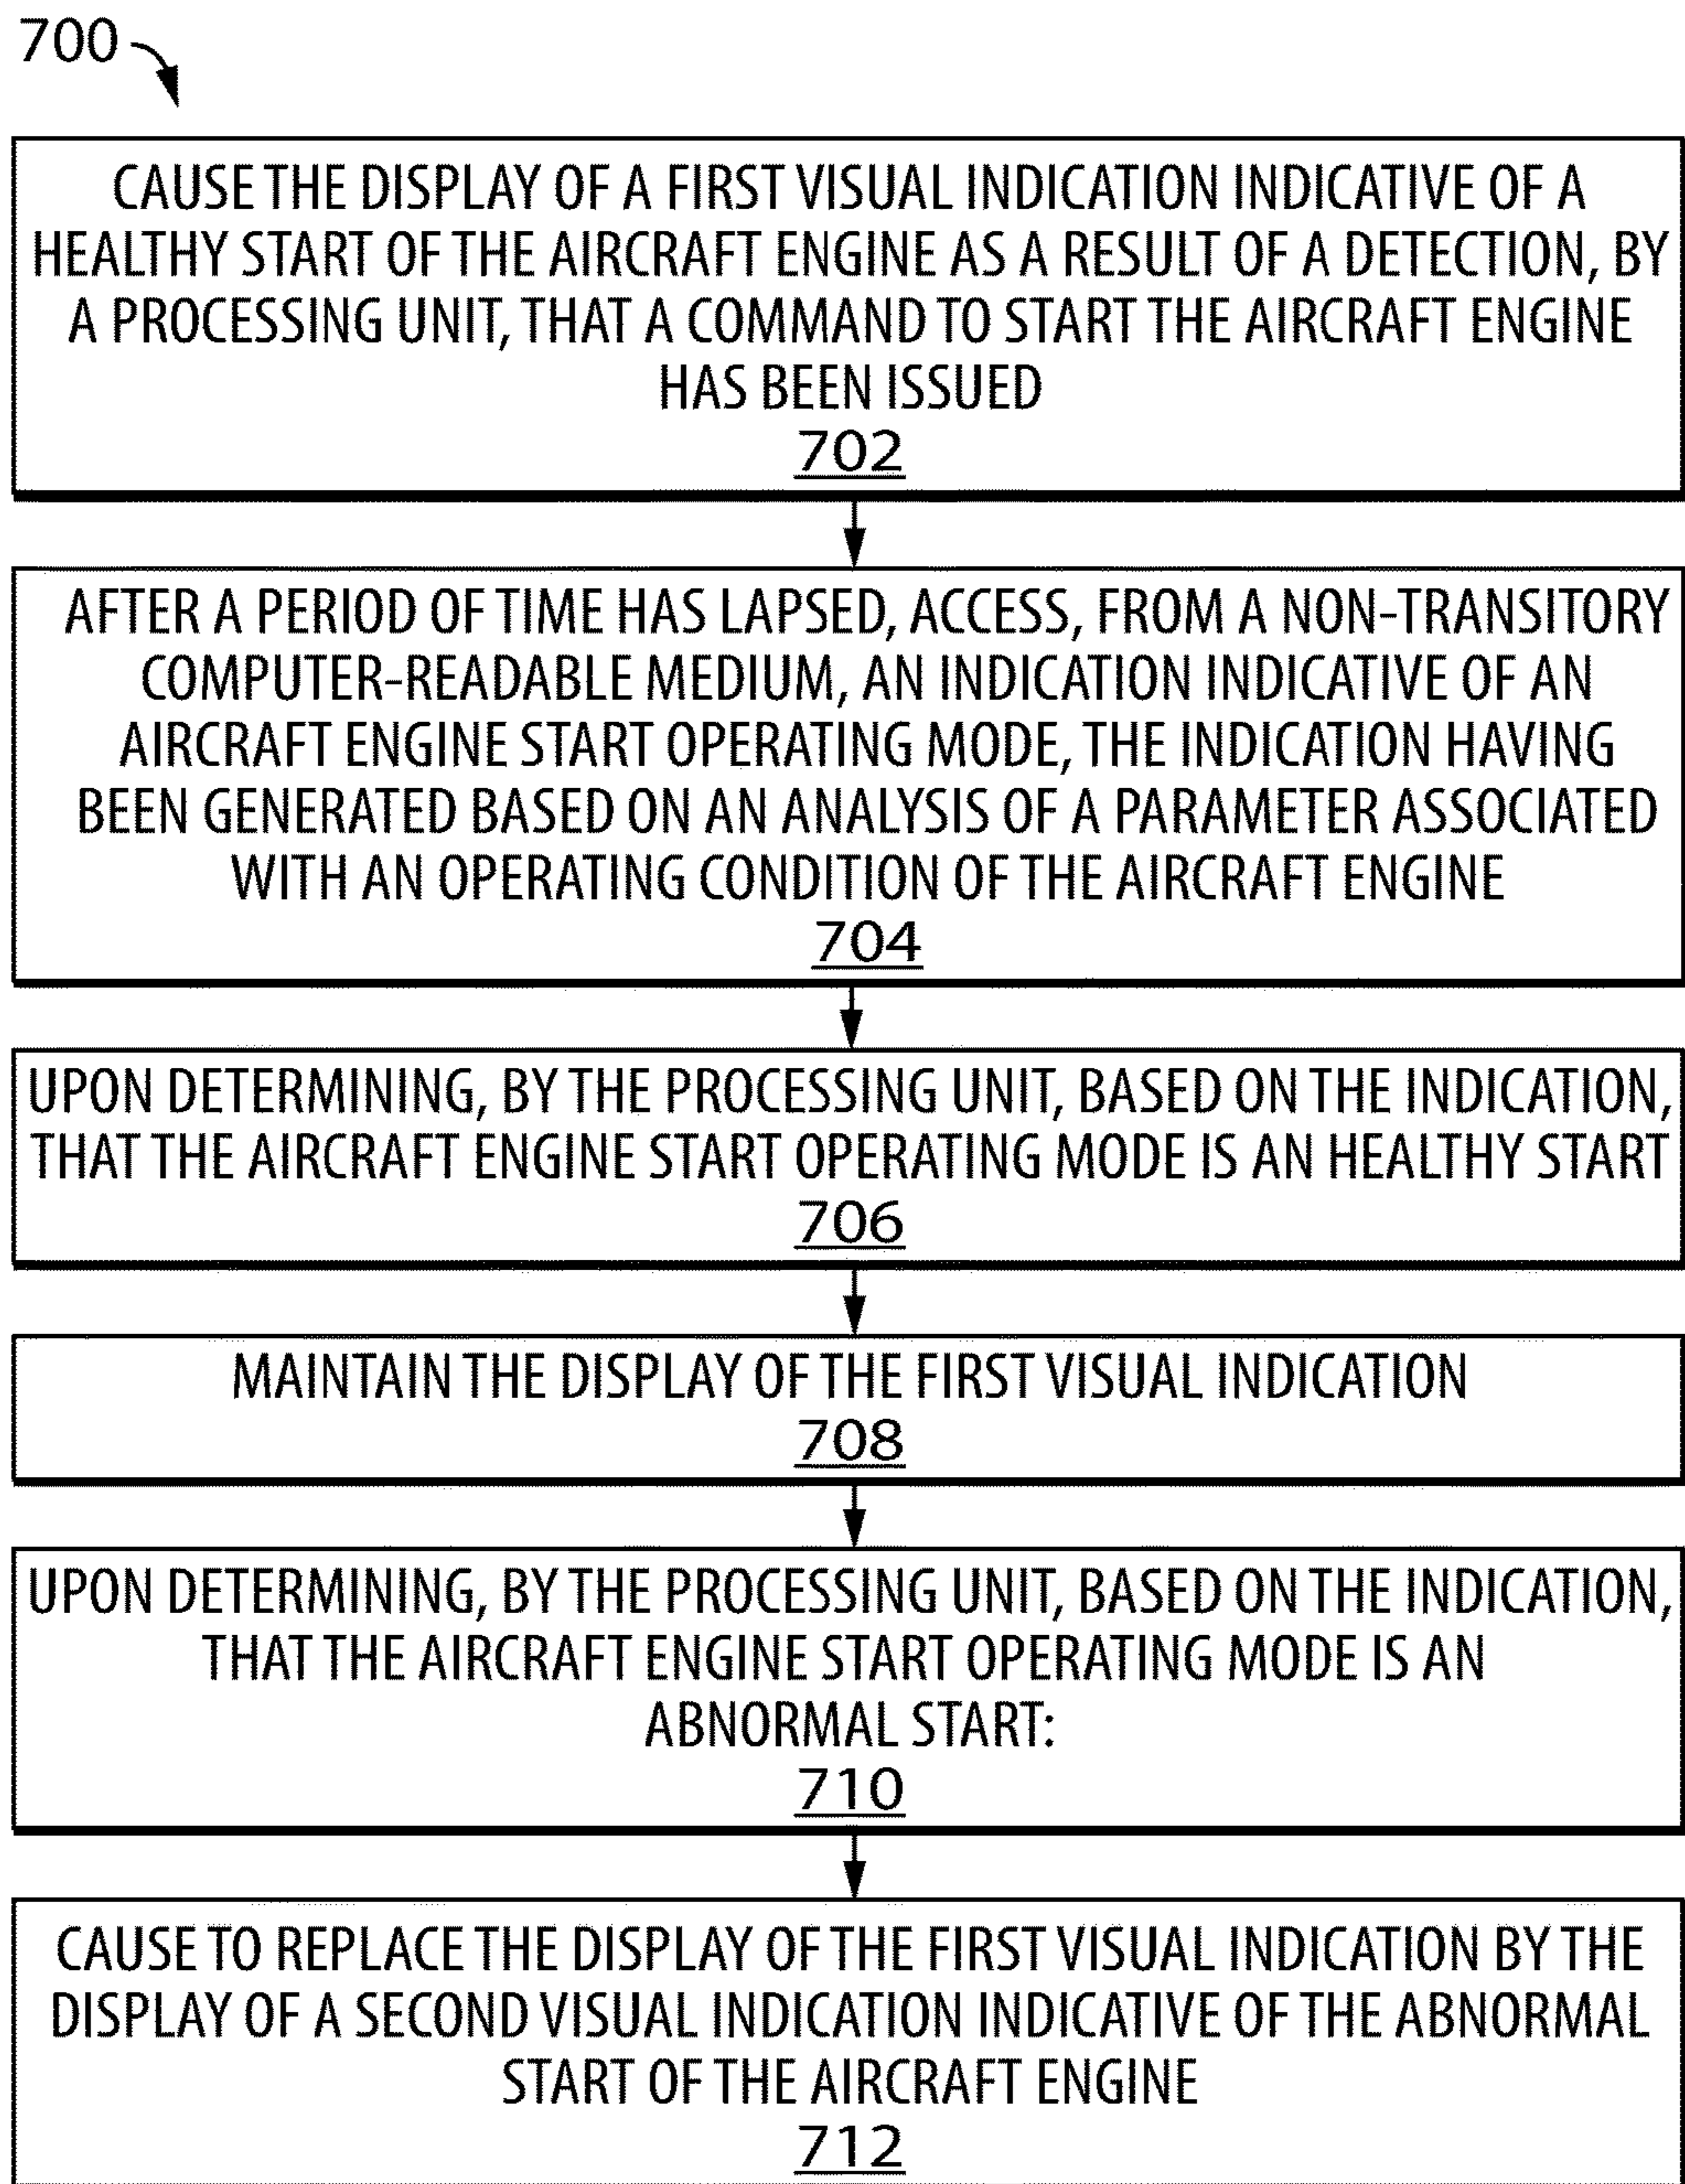 700
CAUSE THE DISPLAY OF A FIRST VISUAL INDICATION INDICATIVE OF A
HEALTHY START OF THE AIRCRAFT ENGINE AS A RESULT OF A DETECTION, BY
A PROCESSING UNIT, THAT A COMMAND TO START THE AIRCRAFT ENGINE
HAS BEEN ISSUED
702
AFTER A PERIOD OF TIME HAS LAPSED, ACCESS, FROM A NON-TRANSITORY
COMPUTER-READABLE MEDIUM, AN INDICATION INDICATIVE OF AN
AIRCRAFT ENGINE START OPERATING MODE, THE INDICATION HAVING
BEEN GENERATED BASED ON AN ANALYSIS OF A PARAMETER ASSOCIATED
WITH AN OPERATING CONDITION OF THE AIRCRAFT ENGINE
704
UPON DETERMINING, BY THE PROCESSING UNIT, BASED ON THE INDICATION,
THAT THE AIRCRAFT ENGINE START OPERATING MODE IS AN HEALTHY START
706
MAINTAIN THE DISPLAY OF THE FIRST VISUAL INDICATION
708
UPON DETERMINING, BY THE PROCESSING UNIT, BASED ON THE INDICATION,
THAT THE AIRCRAFT ENGINE START OPERATING MODE IS AN
ABNORMAL START:
710
CAUSE TO REPLACE THE DISPLAY OF THE FIRST VISUAL INDICATION BY THE
DISPLAY OF A SECOND VISUAL INDICATION INDICATIVE OF THE ABNORMAL
START OF THE AIRCRAFT ENGINE
712